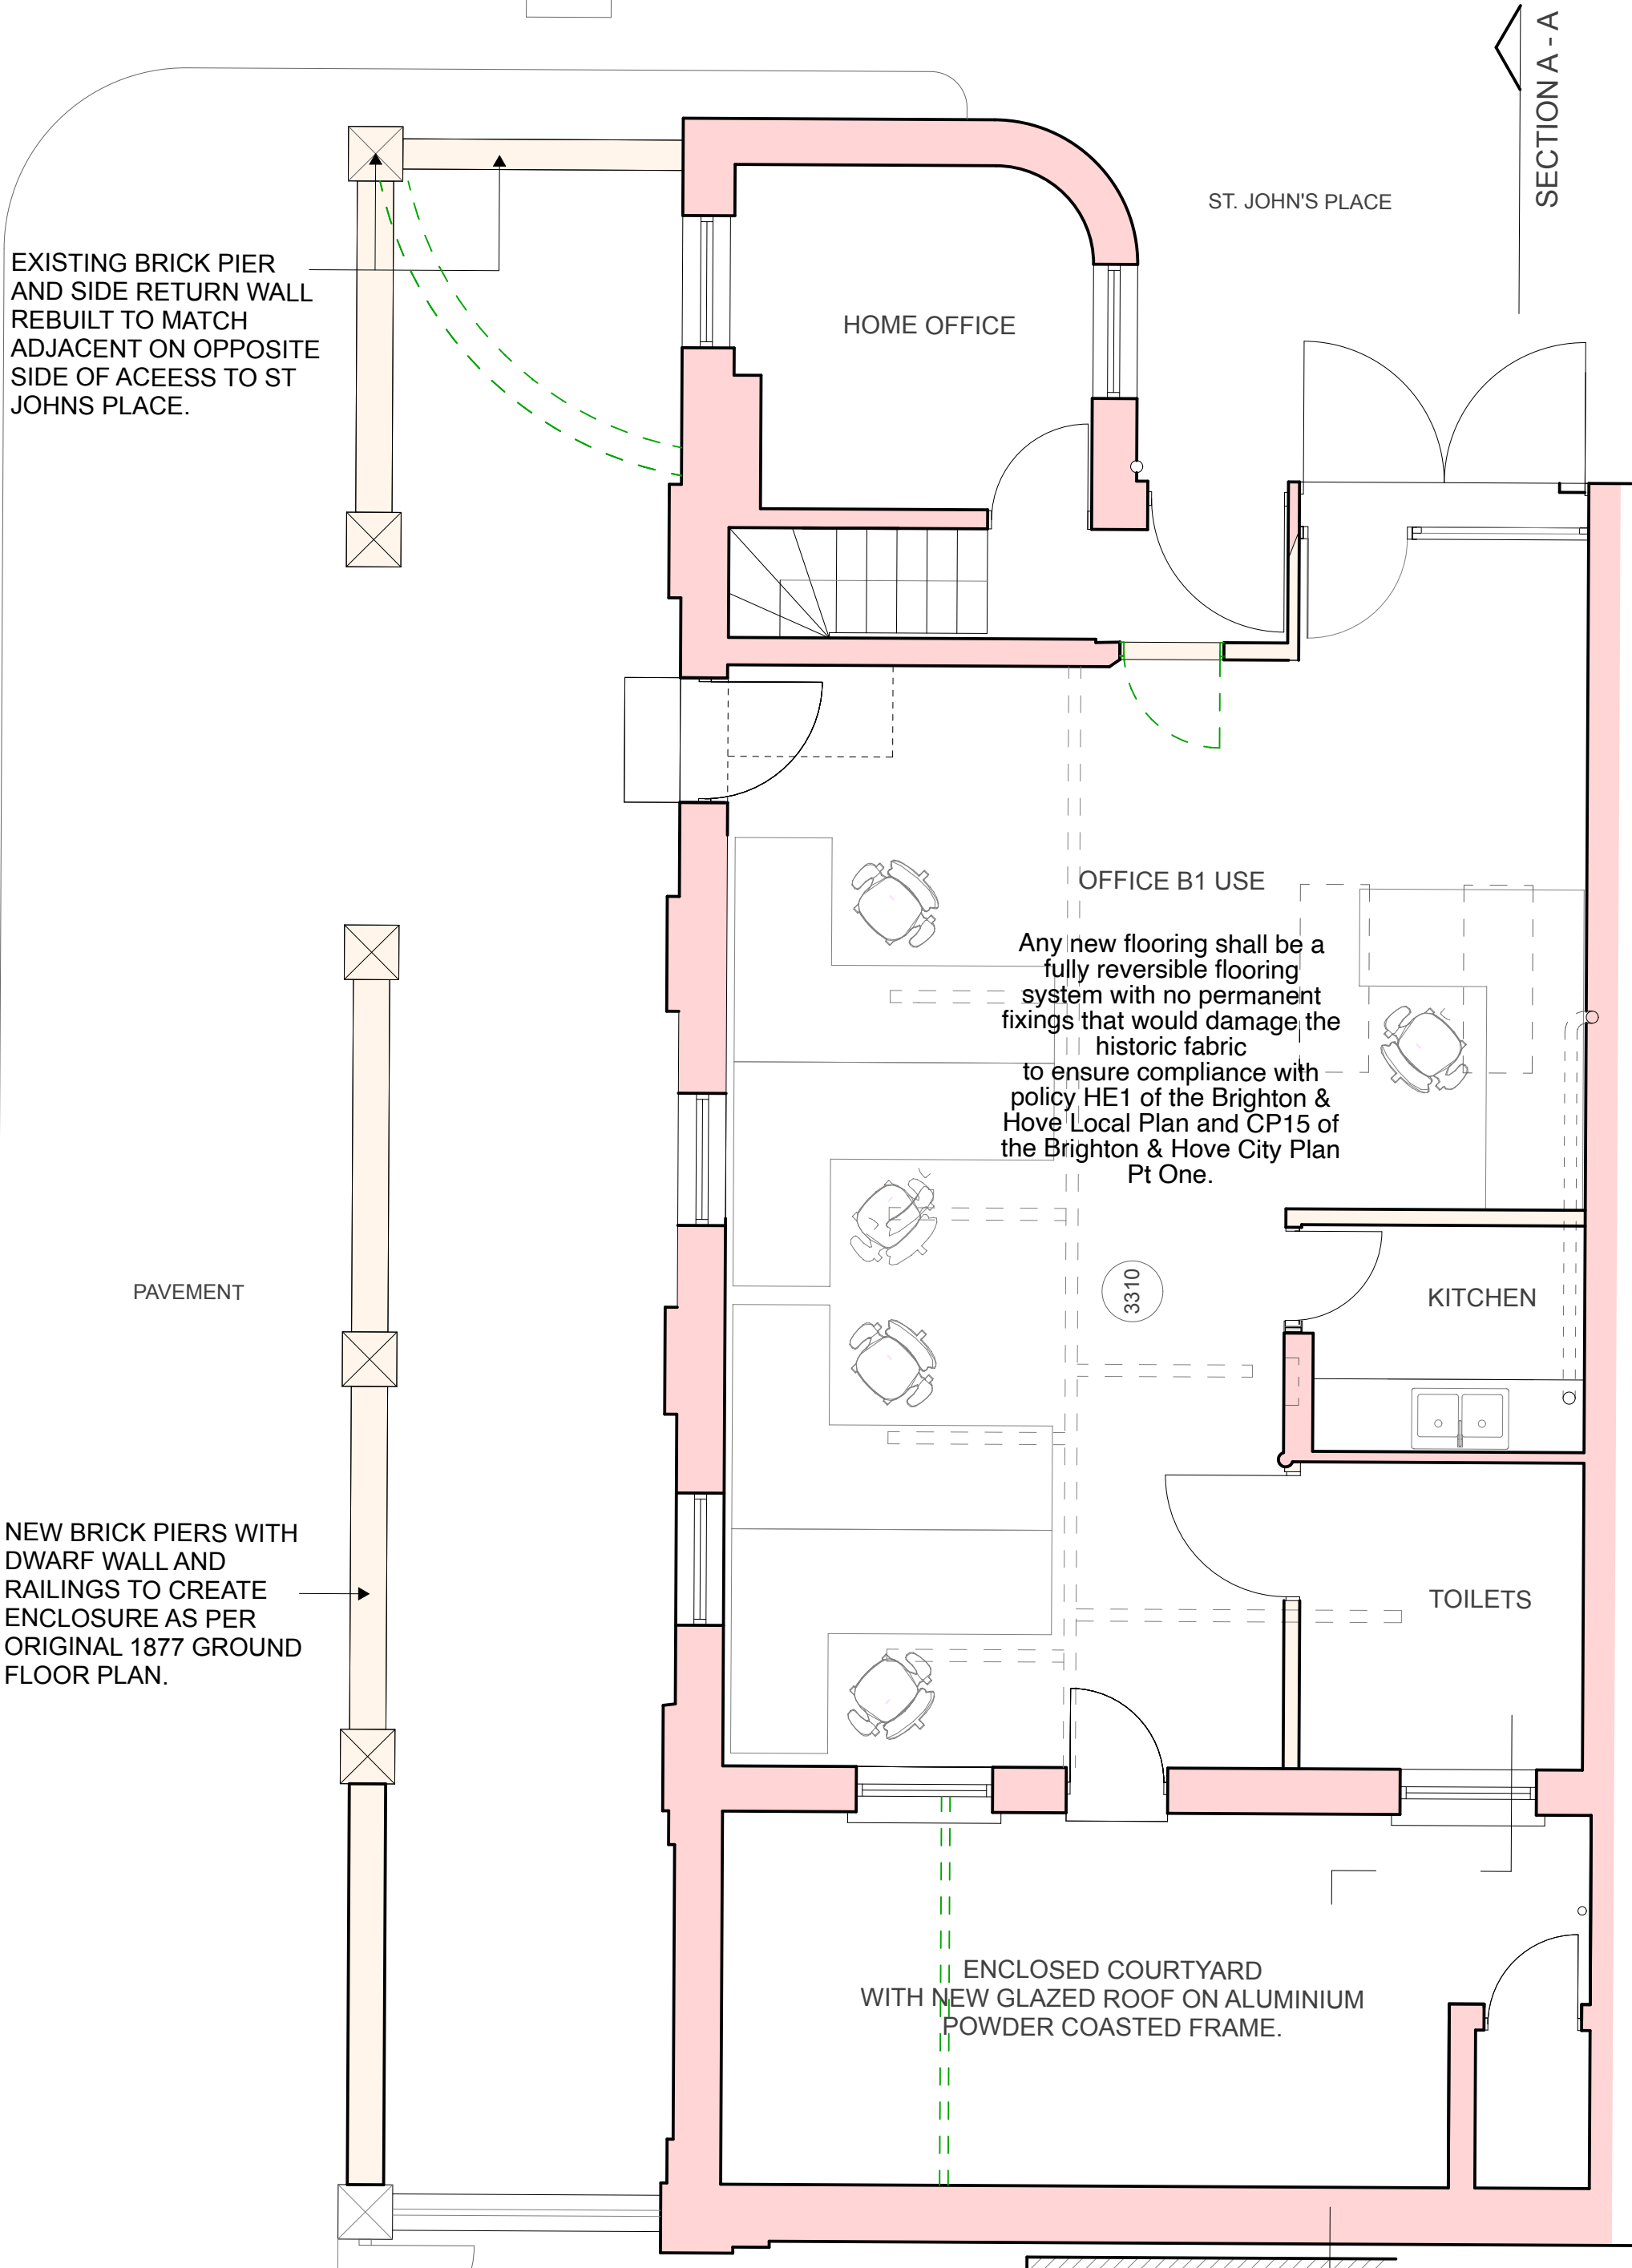 SECTION A - A
ST. JOHN'S PLACE
EXISTING BRICK PIER
AND SIDE RETURN WALL
REBUILT TO MATCH
ADJACENT ON OPPOSITE
SIDE OF ACEESS TO ST
JOHNS PLACE.
HOME OFFICE
OFFICE B1 USE
Any new flooring shall be a
fully reversible flooring
system with no permanent
fixings that would damage the
historic fabric
to ensure compliance with
policy HE1 of the Brighton &
Hove Local Plan and CP15 of
the Brighton & Hove City Plan
Pt One.
PAVEMENT
3310
KITCHEN
NEW BRICK PIERS WITH
DWARF WALL AND
RAILINGS TO CREATE
ENCLOSURE AS PER
ORIGINAL 1877 GROUND
FLOOR PLAN.
TOILETS
ENCLOSED COURTYARD
WITH NEW GLAZED ROOF ON ALUMINIUM
POWDER COASTED FRAME.